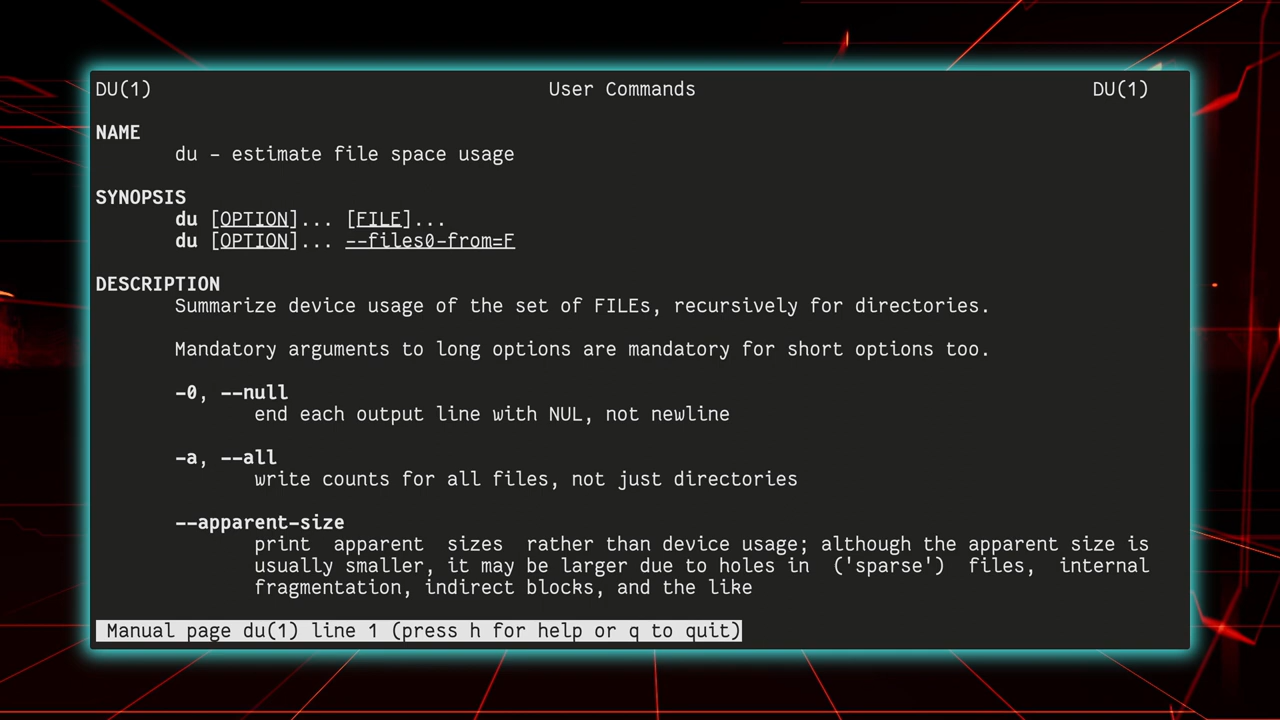 DU(1) User Commands DU(1)
NAME
du - estimate file space usage
SYNOPSIS
du [OPTION]... [FILE]...
du [OPTION]... --files0-from=F
DESCRIPTION
Summarize device usage of the set of FILEs, recursively for directories.
Mandatory arguments to long options are mandatory for short options too.
-0, --null
end each output line with NUL, not newline
-a, --all
write counts for all files, not just directories
--apparent-size
print apparent sizes rather than device usage; although the apparent size is
usually smaller, it may be larger due to holes in ('sparse') files, internal
fragmentation, indirect blocks, and the like
Manual page du(1) line 1 (press h for help or q to quit)